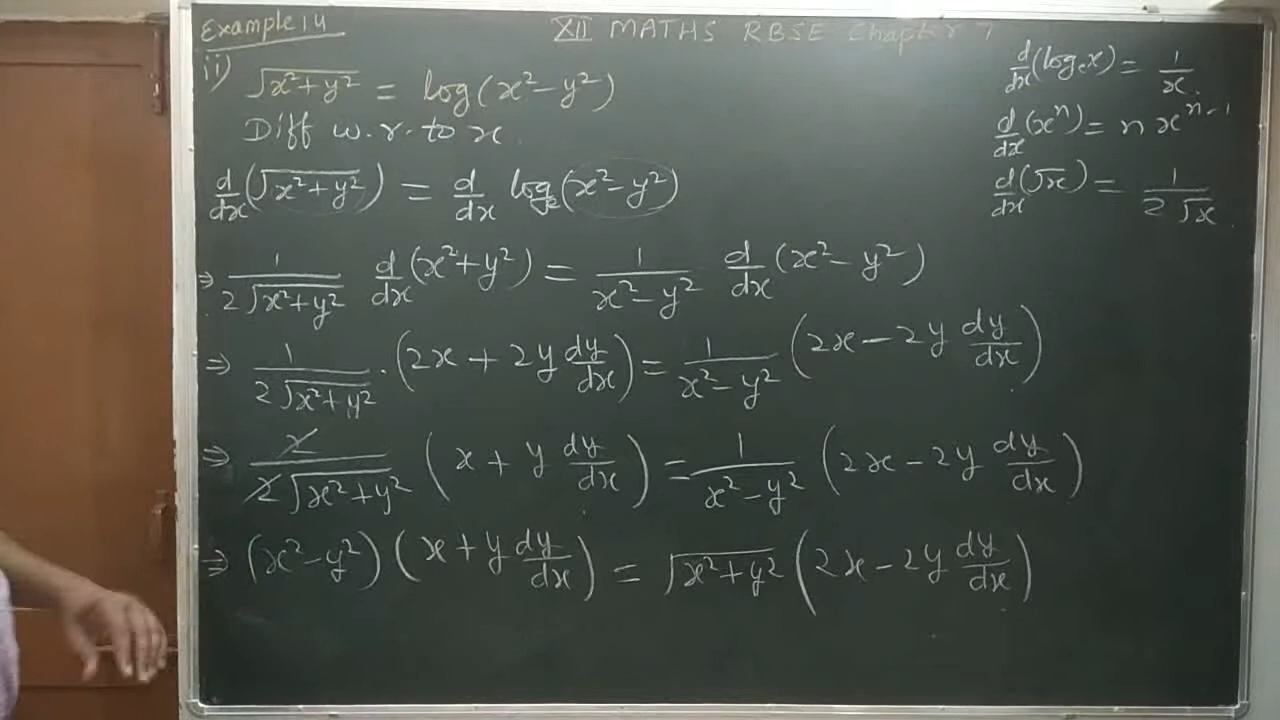 Example 14
XII MATHS RBSE Chapter 7
ii) √x²+y² = log(x²-y²)
Diff w.r.to x
d/dx(√x²+y²) = d/dx logₑ(x²-y²)
⇒ 1/2√x²+y² d/dx(x²+y²) = 1/x²-y² d/dx(x²-y²)
⇒ 1/2√x²+y² · (2x + 2y dy/dx) = 1/x²-y² (2x - 2y dy/dx)
⇒ 2/2√x²+y² (x + y dy/dx) = 1/x²-y² (2x - 2y dy/dx)
⇒ (x²-y²)(x + y dy/dx) = √x²+y² (2x - 2y dy/dx)
d/dx(logₑx) = 1/x
d/dx(xⁿ) = n xⁿ⁻¹
d/dx(√x) = 1/2√x